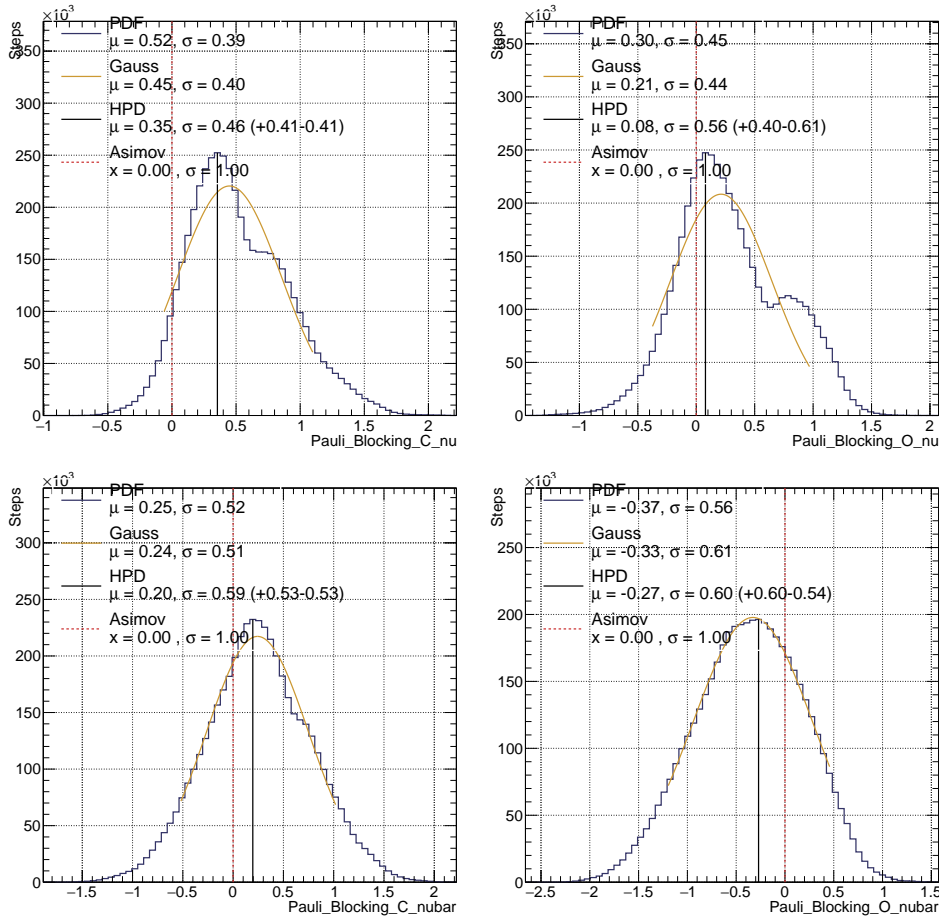 ×10³
Steps
PDF
μ = 0.52, σ = 0.39
Gauss
μ = 0.45, σ = 0.40
HPD
μ = 0.35, σ = 0.46 (+0.41-0.41)
Asimov
x = 0.00 , σ = 1.00
350
300
250
200
150
100
50
0
−1 −0.5 0 0.5 1 1.5 2
Pauli_Blocking_C_nu
×10³
Steps
PDF
μ = 0.30, σ = 0.45
Gauss
μ = 0.21, σ = 0.44
HPD
μ = 0.08, σ = 0.56 (+0.40-0.61)
Asimov
x = 0.00 , σ = 1.00
350
300
250
200
150
100
50
0
−1 −0.5 0 0.5 1 1.5 2
Pauli_Blocking_O_nu
×10³
Steps
PDF
μ = 0.25, σ = 0.52
Gauss
μ = 0.24, σ = 0.51
HPD
μ = 0.20, σ = 0.59 (+0.53-0.53)
Asimov
x = 0.00 , σ = 1.00
300
250
200
150
100
50
0
−1.5 −1 −0.5 0 0.5 1 1.5 2
Pauli_Blocking_C_nubar
×10³
Steps
PDF
μ = -0.37, σ = 0.56
Gauss
μ = -0.33, σ = 0.61
HPD
μ = -0.27, σ = 0.60 (+0.60-0.54)
Asimov
x = 0.00 , σ = 1.00
250
200
150
100
50
0
−2.5 −2 −1.5 −1 −0.5 0 0.5 1 1.5
Pauli_Blocking_O_nubar